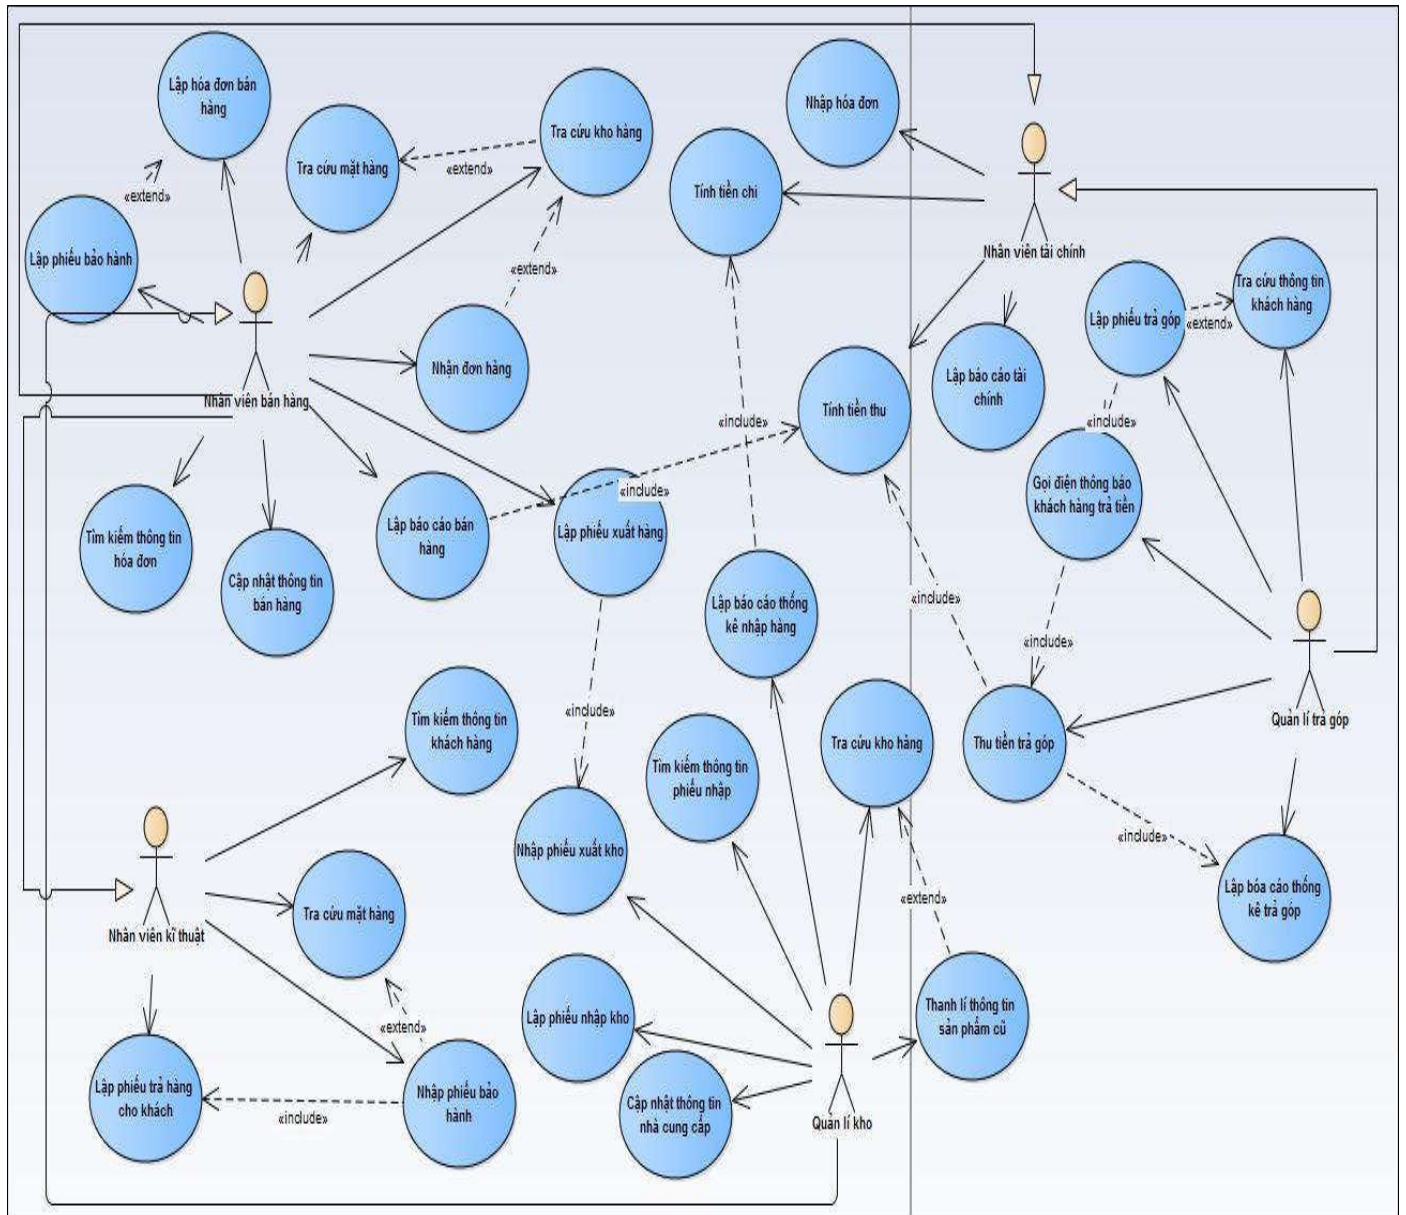 Lập hóa đơn bán
hàng
Tra cứu mặt hàng
«extend»
Tra cứu kho hàng
Nhập hóa đơn
Tính tiền chi
Nhân viên tài chính
«extend»
Lập phiếu bảo hành
«extend»
Nhận đơn hàng
Nhân viên bán hàng
Lập phiếu trả góp
«extend»
Tra cứu thông tin
khách hàng
Lập báo cáo tài
chính
Tính tiền thu
«include»
«include»
Gọi điện thông báo
khách hàng trả tiền
«include»
Lập phiếu xuất hàng
Lập báo cáo bán
hàng
Tìm kiếm thông tin
hóa đơn
Cập nhật thông tin
bán hàng
Lập báo cáo thống
kê nhập hàng
«include»
«include»
Quản lí trả góp
Thu tiền trả góp
Tra cứu kho hàng
«include»
Tìm kiếm thông tin
khách hàng
Tìm kiếm thông tin
phiếu nhập
Nhập phiếu xuất kho
«include»
Lập bóa cáo thống
kê trả góp
«extend»
Tra cứu mặt hàng
Nhân viên kĩ thuật
Lập phiếu nhập kho
Thanh lí thông tin
sản phẩm cũ
«extend»
Lập phiếu trả hàng
cho khách
«include»
Nhập phiếu bảo
hành
Cập nhật thông tin
nhà cung cấp
Quản lí kho